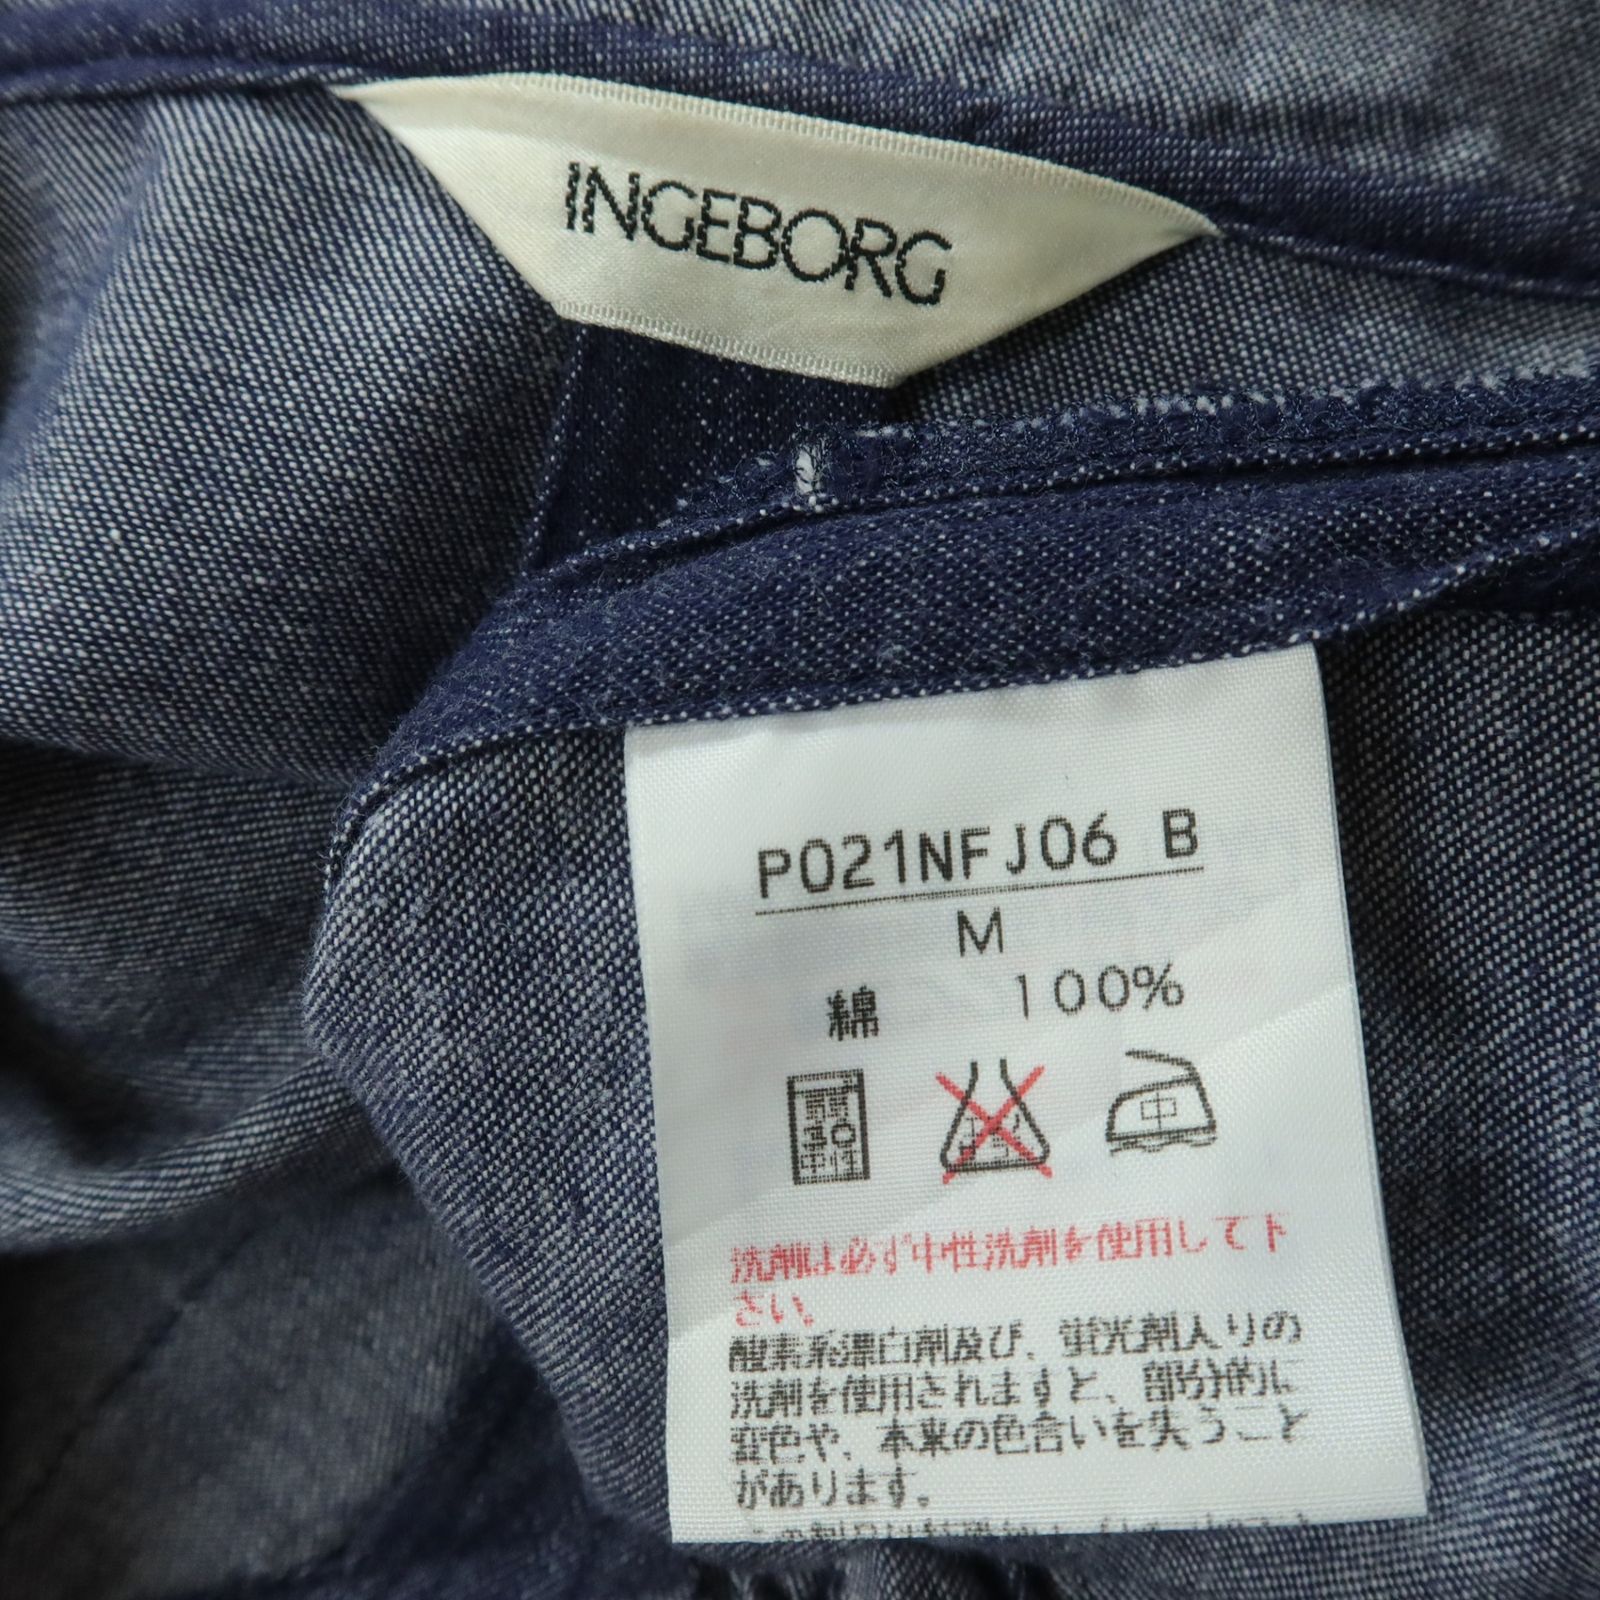 INGEBORG
P021NFJ06 B
M
綿 100%
中
洗剤は必ず中性洗剤を使用して下
さい。
酸素系漂白剤及び、蛍光剤入りの
洗剤を使用されますと、部分的に
変色や、本来の色合いを失うこと
があります。